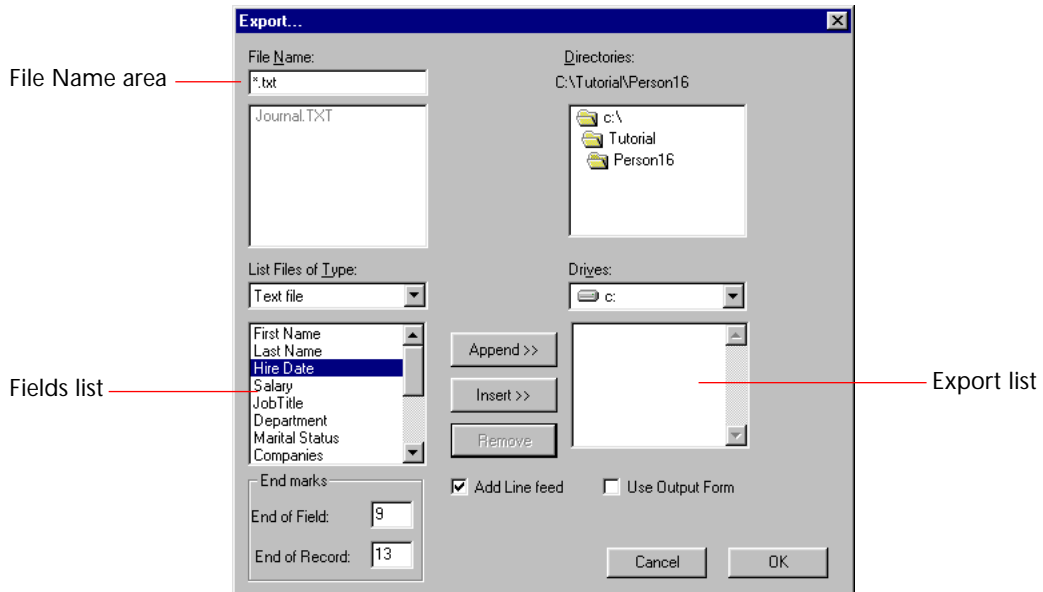 Export...
File Name:
Directories:
File Name area
*.txt
C:\Tutorial\Person16
Journal.TXT
c:\
Tutorial
Person16
List Files of Type:
Drives:
Text file
c:
First Name
Last Name
Hire Date
Salary
JobTitle
Department
Marital Status
Companies
Fields list
Append >>
Insert >>
Remove
Export list
End marks
End of Field:
9
End of Record:
13
Add Line feed
Use Output Form
Cancel
OK